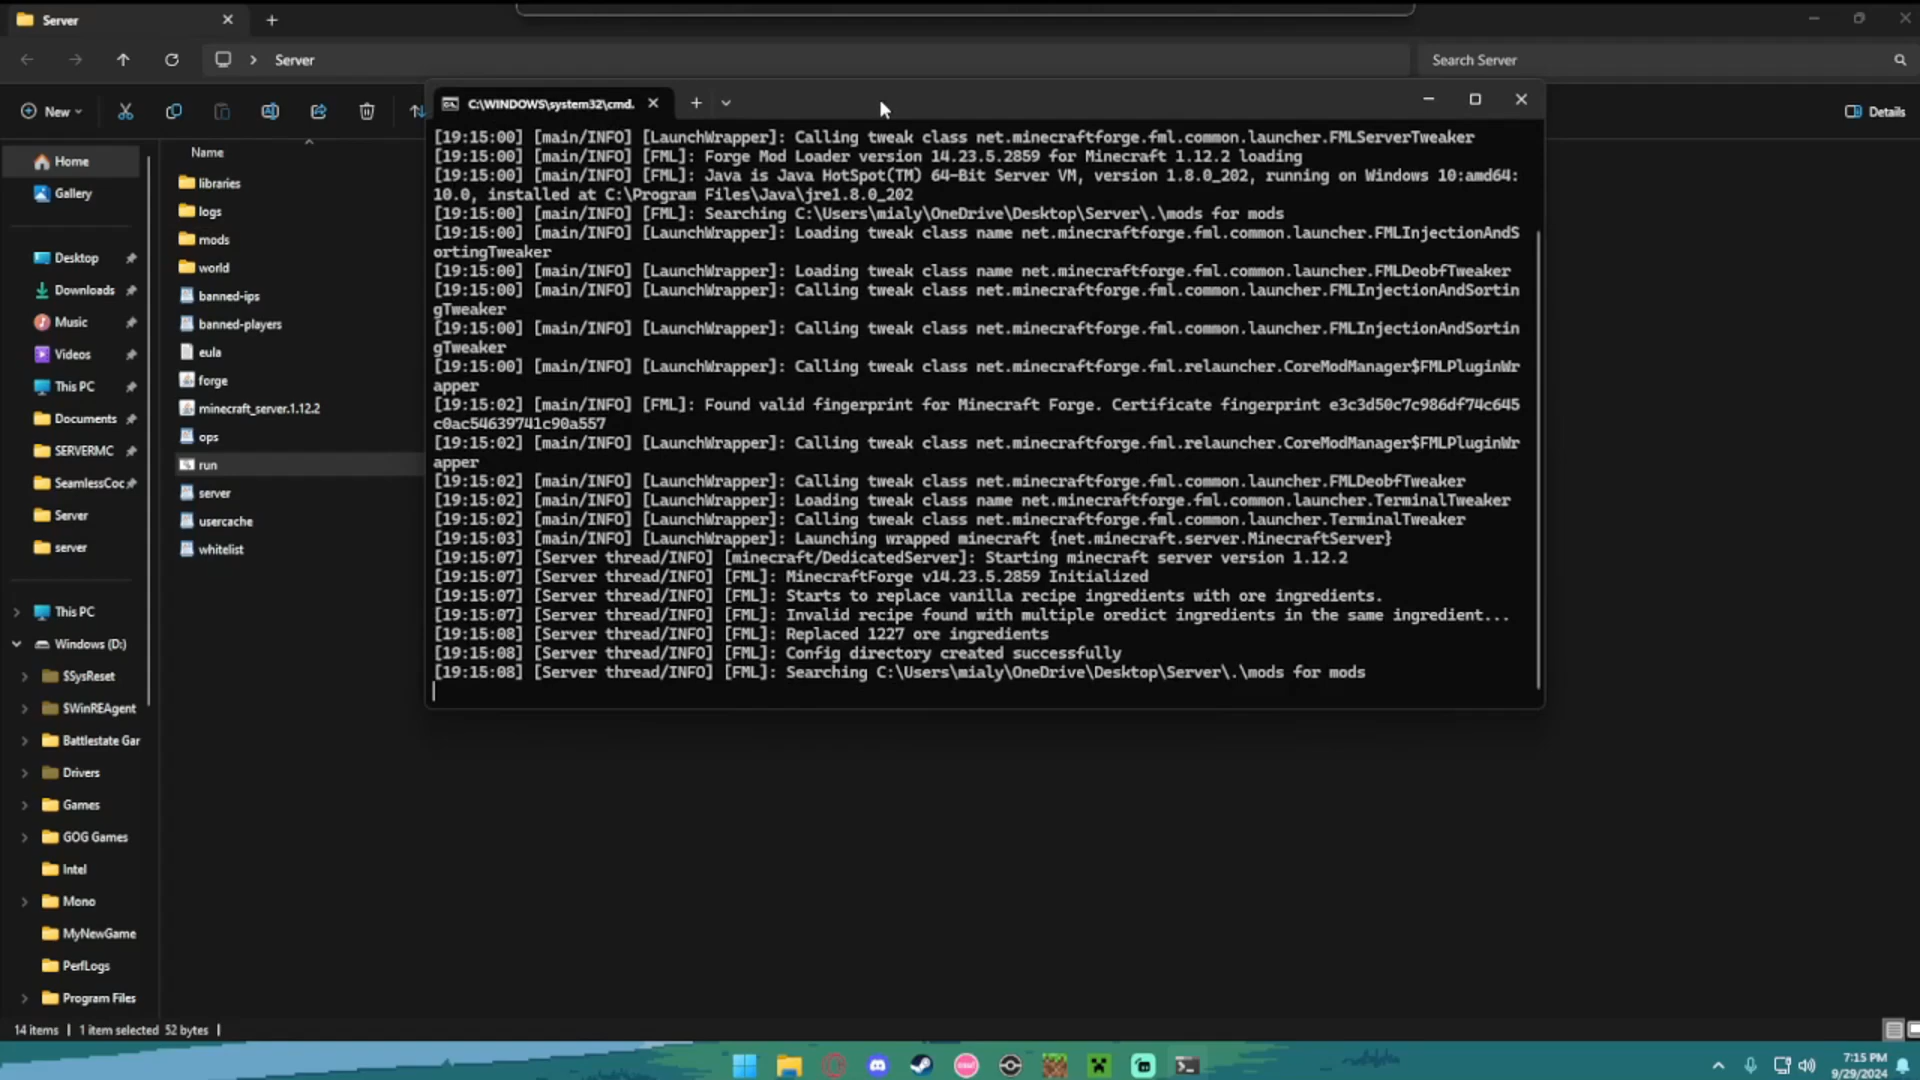 Server
Server
Search Server
New
Details
C:\WINDOWS\system32\cmd.
Home
Gallery
Desktop
Downloads
Music
Videos
This PC
Documents
SERVERMC
SeamlessCoc
Server
server
This PC
Windows (D:)
$SysReset
$WinREAgent
Battlestate Gar
Drivers
Games
GOG Games
Intel
Mono
MyNewGame
PerfLogs
Program Files
Name
libraries
logs
mods
world
banned-ips
banned-players
eula
forge
minecraft_server.1.12.2
ops
run
server
usercache
whitelist
[19:15:00] [main/INFO] [LaunchWrapper]: Calling tweak class net.minecraftforge.fml.common.launcher.FMLServerTweaker
[19:15:00] [main/INFO] [FML]: Forge Mod Loader version 14.23.5.2859 for Minecraft 1.12.2 loading
[19:15:00] [main/INFO] [FML]: Java is Java HotSpot(TM) 64-Bit Server VM, version 1.8.0_202, running on Windows 10:amd64:
10.0, installed at C:\Program Files\Java\jre1.8.0_202
[19:15:00] [main/INFO] [FML]: Searching C:\Users\mialy\OneDrive\Desktop\Server\.\mods for mods
[19:15:00] [main/INFO] [LaunchWrapper]: Loading tweak class name net.minecraftforge.fml.common.launcher.FMLInjectionAndS
ortingTweaker
[19:15:00] [main/INFO] [LaunchWrapper]: Loading tweak class name net.minecraftforge.fml.common.launcher.FMLDeobfTweaker
[19:15:00] [main/INFO] [LaunchWrapper]: Calling tweak class net.minecraftforge.fml.common.launcher.FMLInjectionAndSortin
gTweaker
[19:15:00] [main/INFO] [LaunchWrapper]: Calling tweak class net.minecraftforge.fml.common.launcher.FMLInjectionAndSortin
gTweaker
[19:15:00] [main/INFO] [LaunchWrapper]: Calling tweak class net.minecraftforge.fml.relauncher.CoreModManager$FMLPluginWr
apper
[19:15:02] [main/INFO] [FML]: Found valid fingerprint for Minecraft Forge. Certificate fingerprint e3c3d50c7c986df74c645
c0ac54639741c90a557
[19:15:02] [main/INFO] [LaunchWrapper]: Calling tweak class net.minecraftforge.fml.relauncher.CoreModManager$FMLPluginWr
apper
[19:15:02] [main/INFO] [LaunchWrapper]: Calling tweak class net.minecraftforge.fml.common.launcher.FMLDeobfTweaker
[19:15:02] [main/INFO] [LaunchWrapper]: Loading tweak class name net.minecraftforge.fml.common.launcher.TerminalTweaker
[19:15:02] [main/INFO] [LaunchWrapper]: Calling tweak class net.minecraftforge.fml.common.launcher.TerminalTweaker
[19:15:03] [main/INFO] [LaunchWrapper]: Launching wrapped minecraft {net.minecraft.server.MinecraftServer}
[19:15:07] [Server thread/INFO] [minecraft/DedicatedServer]: Starting minecraft server version 1.12.2
[19:15:07] [Server thread/INFO] [FML]: MinecraftForge v14.23.5.2859 Initialized
[19:15:07] [Server thread/INFO] [FML]: Starts to replace vanilla recipe ingredients with ore ingredients.
[19:15:07] [Server thread/INFO] [FML]: Invalid recipe found with multiple oredict ingredients in the same ingredient...
[19:15:08] [Server thread/INFO] [FML]: Replaced 1227 ore ingredients
[19:15:08] [Server thread/INFO] [FML]: Config directory created successfully
[19:15:08] [Server thread/INFO] [FML]: Searching C:\Users\mialy\OneDrive\Desktop\Server\.\mods for mods
14 items | 1 item selected 52 bytes |
7:15 PM
9/29/2024